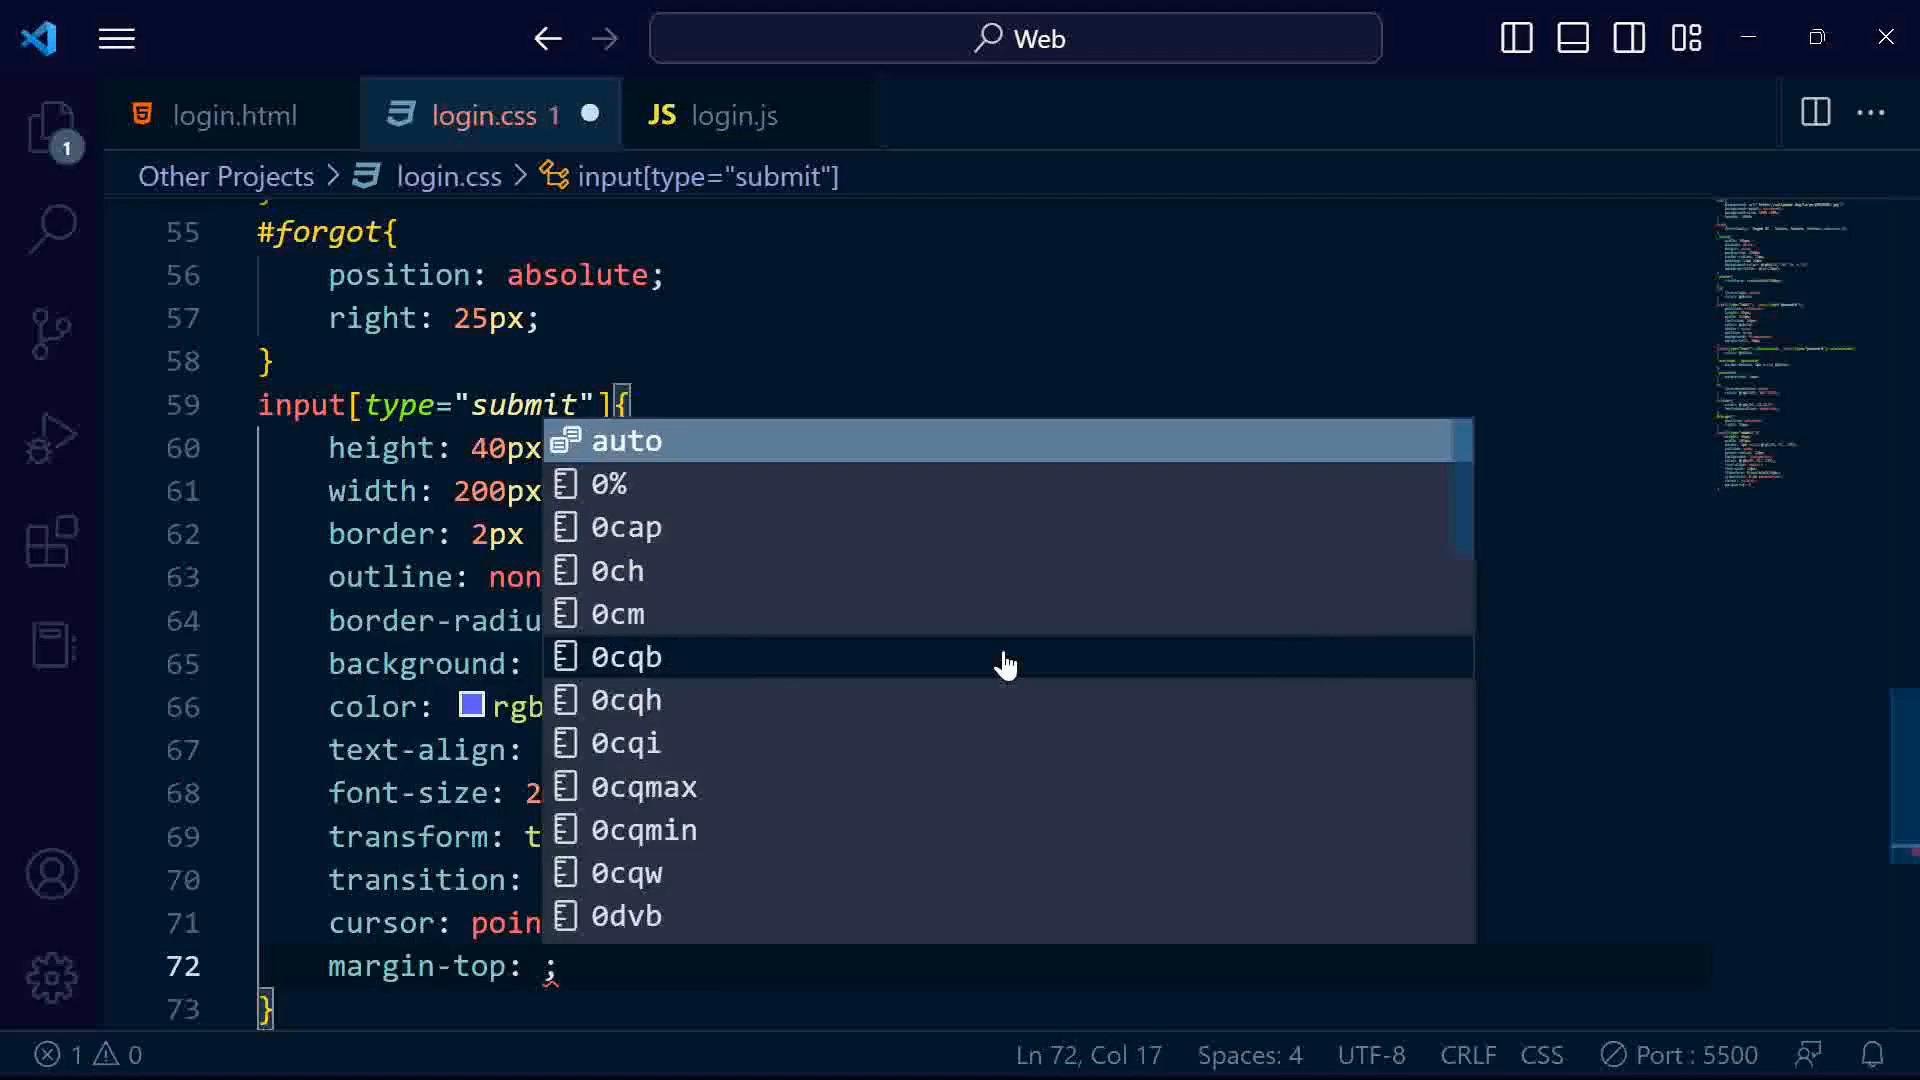 Web
login.html
login.css 1
JS login.js
1
Other Projects > login.css > input[type="submit"]
55 #forgot{
56 position: absolute;
57 right: 25px;
58 }
59 input[type="submit"]{
60 height: 40px
61 width: 200px
62 border: 2px
63 outline: non
64 border-radiu
65 background:
66 color: rgb
67 text-align:
68 font-size: 2
69 transform: t
70 transition:
71 cursor: poin
72 margin-top: ;
73 }
auto
0%
0cap
0ch
0cm
0cqb
0cqh
0cqi
0cqmax
0cqmin
0cqw
0dvb
1 0
Ln 72, Col 17
Spaces: 4
UTF-8
CRLF
CSS
Port : 5500